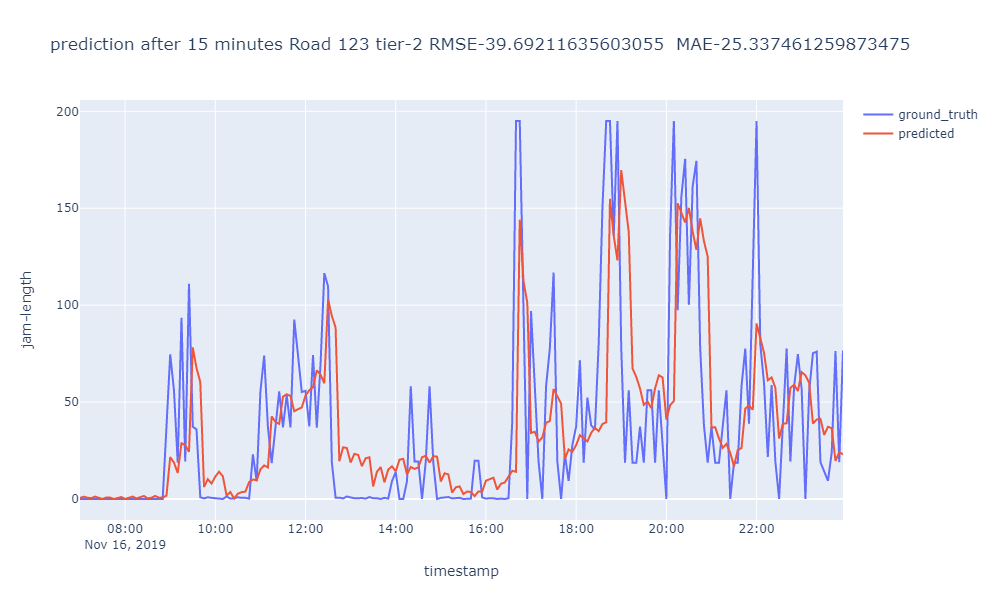 prediction after 15 minutes Road 123 tier-2 RMSE-39.69211635603055  MAE-25.337461259873475
ground_truth
predicted
200
150
100
50
0
jam-length
08:00 10:00 12:00 14:00 16:00 18:00 20:00 22:00
Nov 16, 2019
timestamp